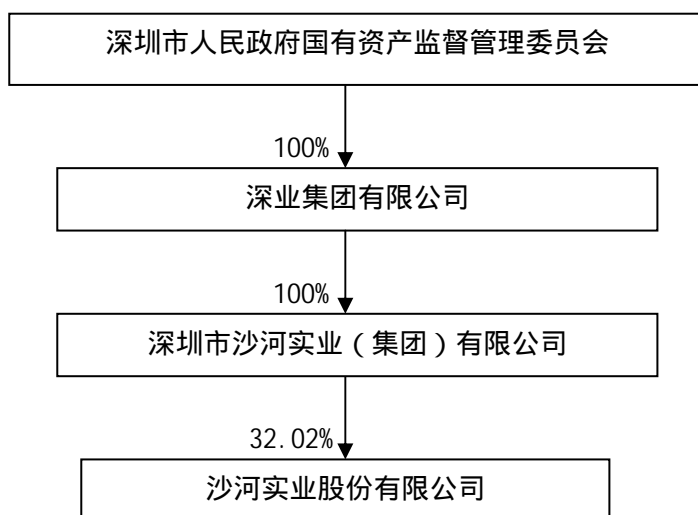 深圳市人民政府国有资产监督管理委员会
100%
深业集团有限公司
100%
深圳市沙河实业（集团）有限公司
32.02%
沙河实业股份有限公司